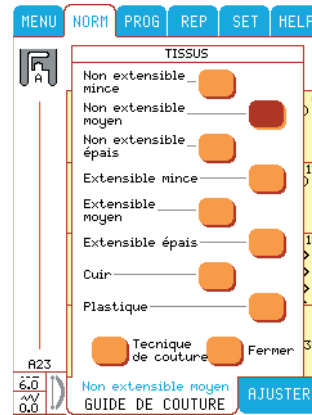 MENU NORM PROG REP SET HELP
TISSUS
A
Non extensible
mince
Non extensible
moyen
Non extensible
épais
Extensible mince
Extensible
moyen
Extensible épais
Cuir
Plastique
Tecnique
de couture
Fermer
A23
6.0
0.0
Non extensible moyen
GUIDE DE COUTURE
AJUSTER